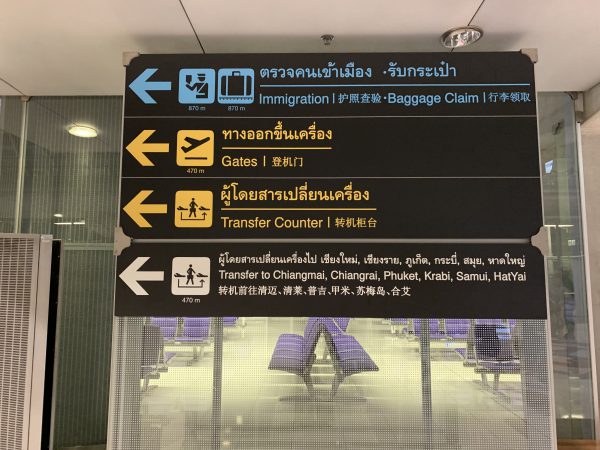 ตรวจคนเข้าเมือง ·รับกระเป๋า
Immigration | 护照查验 · Baggage Claim | 行李领取
870 m 870 m
ทางออกขึ้นเครื่อง
Gates | 登机门
470 m
ผู้โดยสารเปลี่ยนเครื่อง
Transfer Counter | 转机柜台
ผู้โดยสารเปลี่ยนเครื่องไป เชียงใหม่, เชียงราย, ภูเก็ต, กระบี่, สมุย, หาดใหญ่
Transfer to Chiangmai, Chiangrai, Phuket, Krabi, Samui, HatYai
转机前往清迈、清莱、普吉、甲米、苏梅岛、合艾
470 m